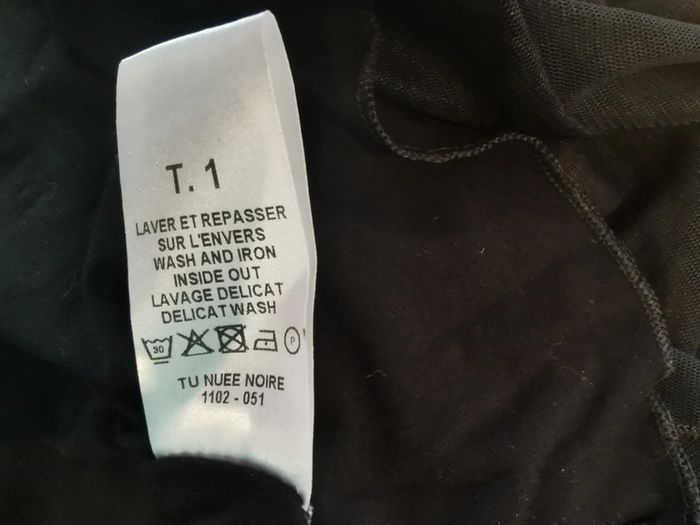 T. 1
LAVER ET REPASSER
SUR L'ENVERS
WASH AND IRON
INSIDE OUT
LAVAGE DELICAT
DELICAT WASH
30 P
TU NUEE NOIRE
1102 - 051